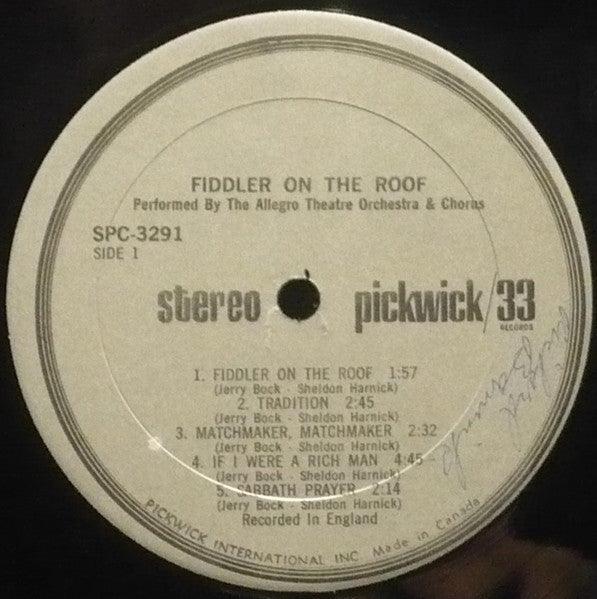 FIDDLER ON THE ROOF
Performed By The Allegro Theatre Orchestra & Chorus
SPC-3291
SIDE 1
stereo pickwick/33
RECORDS
1. FIDDLER ON THE ROOF 1:57
(Jerry Bock - Sheldon Harnick)
2. TRADITION 2:45
(Jerry Bock - Sheldon Harnick)
3. MATCHMAKER, MATCHMAKER 2:32
(Jerry Bock - Sheldon Harnick)
4. IF I WERE A RICH MAN 4:45
(Jerry Bock - Sheldon Harnick)
5. SABBATH PRAYER 2:14
(Jerry Bock - Sheldon Harnick)
Recorded In England
PICKWICK INTERNATIONAL INC. Made in Canada